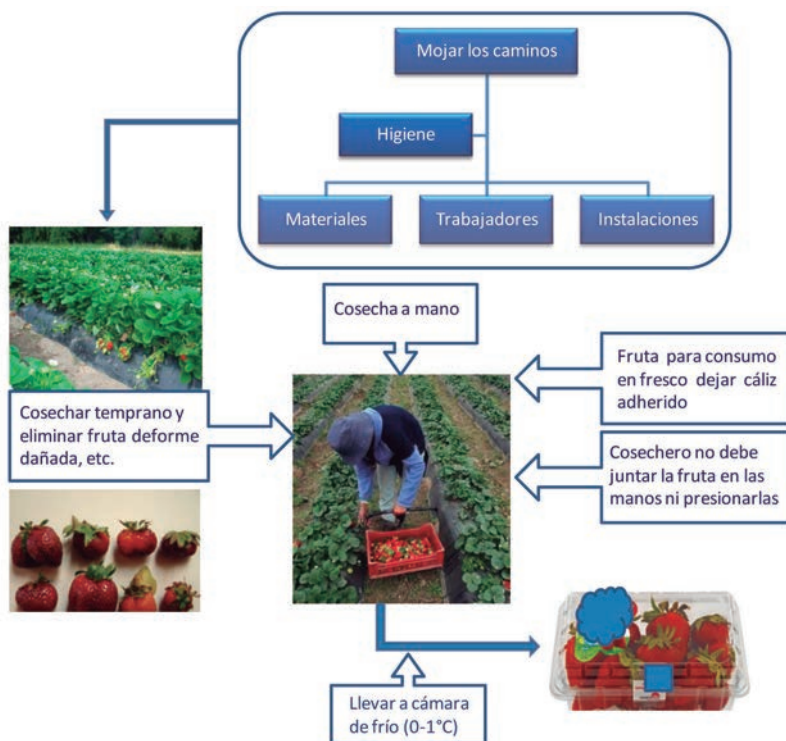 Mojar los caminos
Higiene
Materiales
Trabajadores
Instalaciones
Cosecha a mano
Fruta para consumo
en fresco dejar cáliz
adherido
Cosechar temprano y
eliminar fruta deforme
dañada, etc.
Cosechero no debe
juntar la fruta en las
manos ni presionarlas
Llevar a cámara
de frío (0-1°C)